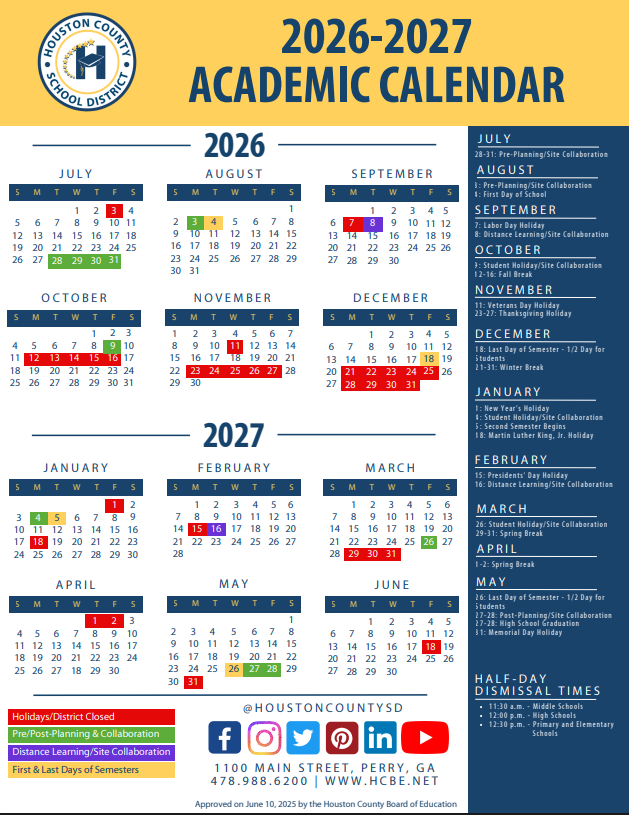 HOUSTON COUNTY
H
SCHOOL DISTRICT
2026-2027
ACADEMIC CALENDAR
2026
JULY
S M T W T F S
1 2 3 4
5 6 7 8 9 10 11
12 13 14 15 16 17 18
19 20 21 22 23 24 25
26 27 28 29 30 31
AUGUST
S M T W T F S
1
2 3 4 5 6 7 8
9 10 11 12 13 14 15
16 17 18 19 20 21 22
23 24 25 26 27 28 29
30 31
SEPTEMBER
S M T W T F S
1 2 3 4 5
6 7 8 9 10 11 12
13 14 15 16 17 18 19
20 21 22 23 24 25 26
27 28 29 30
OCTOBER
S M T W T F S
1 2 3
4 5 6 7 8 9 10
11 12 13 14 15 16 17
18 19 20 21 22 23 24
25 26 27 28 29 30 31
NOVEMBER
S M T W T F S
1 2 3 4 5 6 7
8 9 10 11 12 13 14
15 16 17 18 19 20 21
22 23 24 25 26 27 28
29 30
DECEMBER
S M T W T F S
1 2 3 4 5
6 7 8 9 10 11 12
13 14 15 16 17 18 19
20 21 22 23 24 25 26
27 28 29 30 31
2027
JANUARY
S M T W T F S
1 2
3 4 5 6 7 8 9
10 11 12 13 14 15 16
17 18 19 20 21 22 23
24 25 26 27 28 29 30
FEBRUARY
S M T W T F S
1 2 3 4 5 6
7 8 9 10 11 12 13
14 15 16 17 18 19 20
21 22 23 24 25 26 27
28
MARCH
S M T W T F S
1 2 3 4 5 6
7 8 9 10 11 12 13
14 15 16 17 18 19 20
21 22 23 24 25 26 27
28 29 30 31
APRIL
S M T W T F S
1 2 3
4 5 6 7 8 9 10
11 12 13 14 15 16 17
18 19 20 21 22 23 24
25 26 27 28 29 30
MAY
S M T W T F S
1
2 3 4 5 6 7 8
9 10 11 12 13 14 15
16 17 18 19 20 21 22
23 24 25 26 27 28 29
30 31
JUNE
S M T W T F S
1 2 3 4 5
6 7 8 9 10 11 12
13 14 15 16 17 18 19
20 21 22 23 24 25 26
27 28 29 30
Holidays/District Closed
Pre/Post-Planning & Collaboration
Distance Learning/Site Collaboration
First & Last Days of Semesters
@HOUSTONCOUNTYSD
1100 MAIN STREET, PERRY, GA
478.988.6200 | WWW.HCBE.NET
Approved on June 10, 2025 by the Houston County Board of Education
JULY
28-31: Pre-Planning/Site Collaboration
AUGUST
3: Pre-Planning/Site Collaboration
4: First Day of School
SEPTEMBER
7: Labor Day Holiday
8: Distance Learning/Site Collaboration
OCTOBER
9: Student Holiday/Site Collaboration
12-16: Fall Break
NOVEMBER
11: Veterans Day Holiday
23-27: Thanksgiving Holiday
DECEMBER
18: Last Day of Semester - 1/2 Day for
Students
21-31: Winter Break
JANUARY
1: New Year's Holiday
4: Student Holiday/Site Collaboration
5: Second Semester Begins
18: Martin Luther King, Jr. Holiday
FEBRUARY
15: Presidents' Day Holiday
16: Distance Learning/Site Collaboration
MARCH
26: Student Holiday/Site Collaboration
29-31: Spring Break
APRIL
1-2: Spring Break
MAY
26: Last Day of Semester - 1/2 Day for
Students
27-28: Post-Planning/Site Collaboration
27-28: High School Graduation
31: Memorial Day Holiday
HALF-DAY
DISMISSAL TIMES
• 11:30 a.m. - Middle Schools
• 12:00 p.m. - High Schools
• 12:30 p.m. - Primary and Elementary
Schools